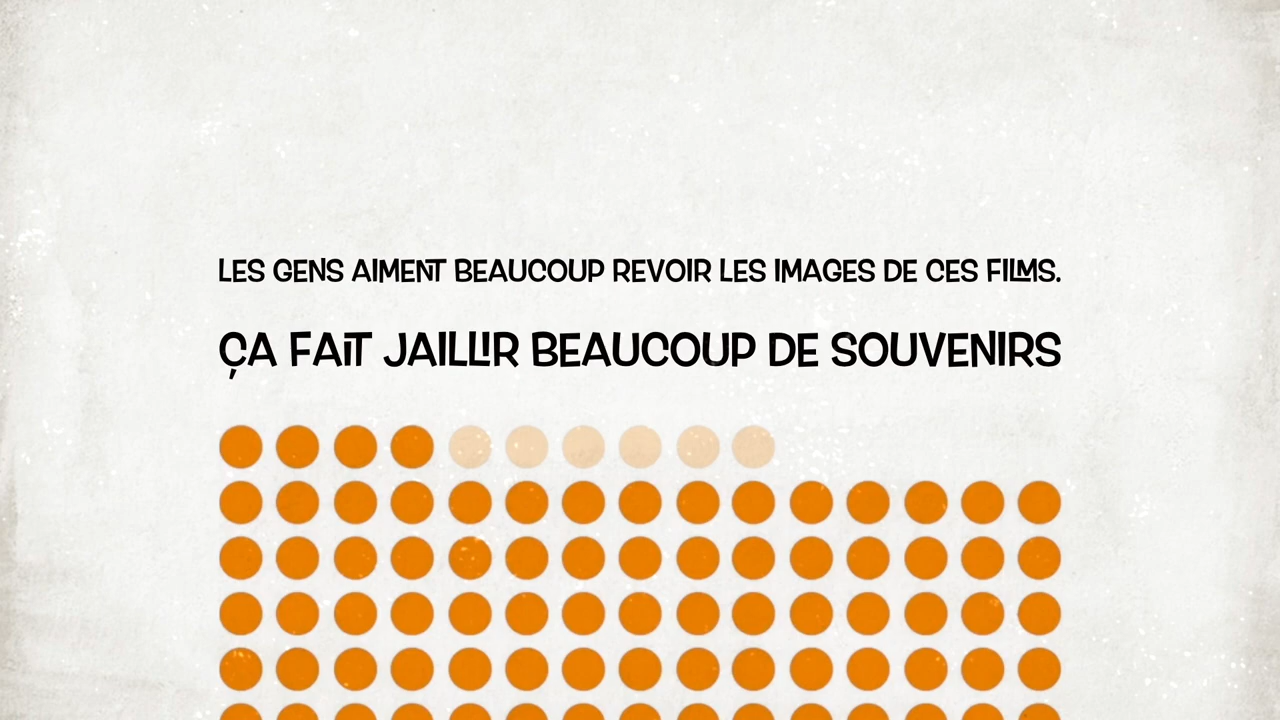 LES GENS AIMENT BEAUCOUP REVOIR LES IMAGES DE CES FILMS.
ÇA FAIT JAILLIR BEAUCOUP DE SOUVENIRS